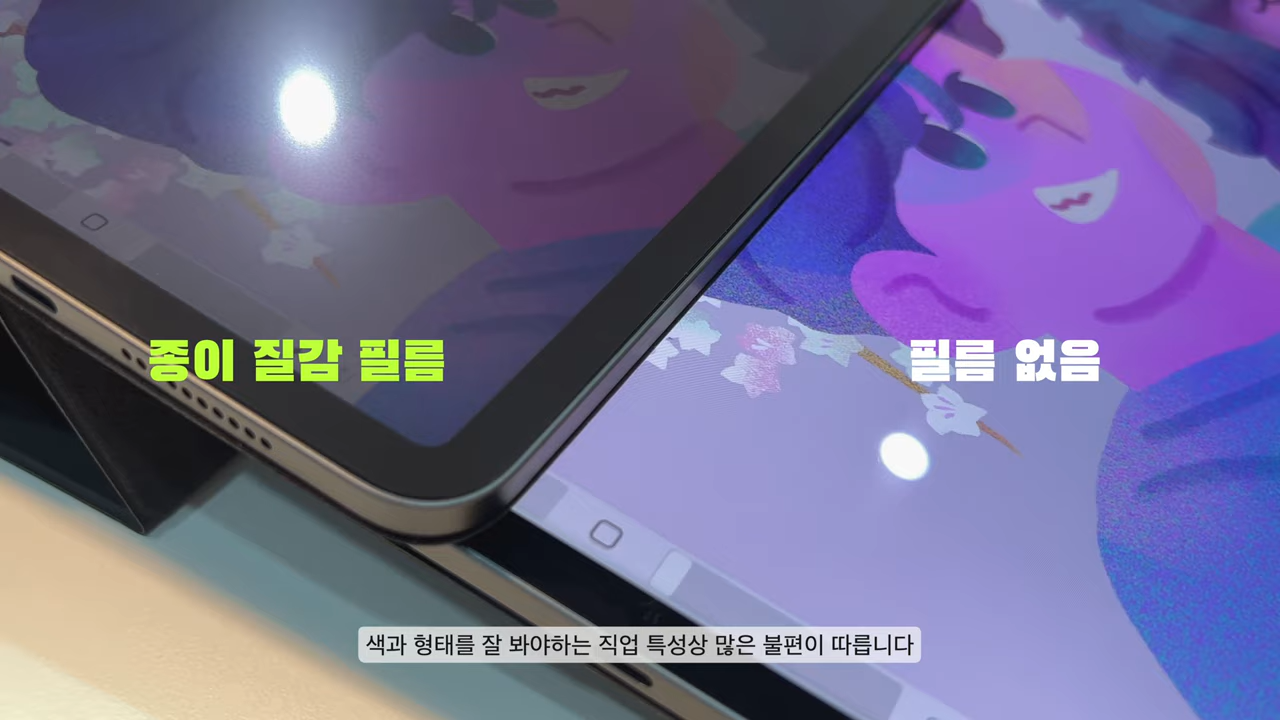 종이 질감 필름
필름 없음
색과 형태를 잘 봐야하는 직업 특성상 많은 불편이 따릅니다